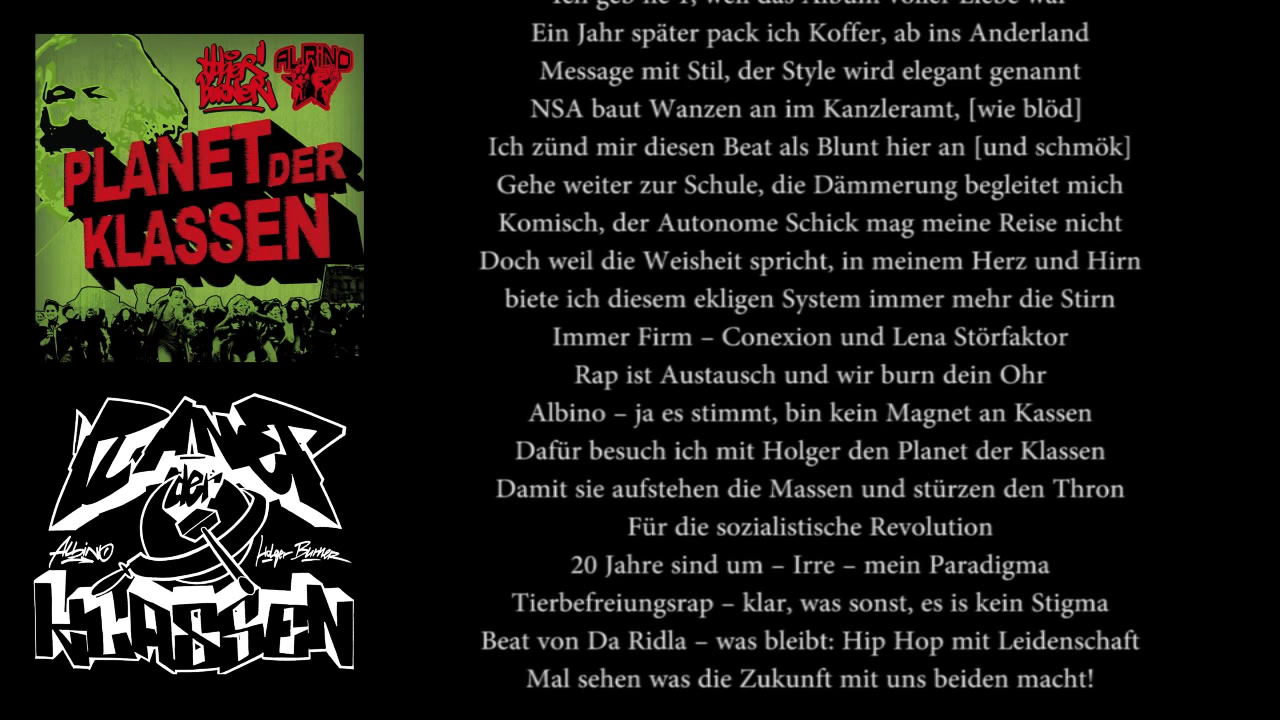 Holger Burner
ALBINO
PLANET DER
KLASSEN
PLANET
der
Albino
Holger Burner
KLASSEN
Ein Jahr später pack ich Koffer, ab ins Anderland
Message mit Stil, der Style wird elegant genannt
NSA baut Wanzen an im Kanzleramt, [wie blöd]
Ich zünd mir diesen Beat als Blunt hier an [und schmök]
Gehe weiter zur Schule, die Dämmerung begleitet mich
Komisch, der Autonome Schick mag meine Reise nicht
Doch weil die Weisheit spricht, in meinem Herz und Hirn
biete ich diesem ekligen System immer mehr die Stirn
Immer Firm – Conexion und Lena Störfaktor
Rap ist Austausch und wir burn dein Ohr
Albino – ja es stimmt, bin kein Magnet an Kassen
Dafür besuch ich mit Holger den Planet der Klassen
Damit sie aufstehen die Massen und stürzen den Thron
Für die sozialistische Revolution
20 Jahre sind um – Irre – mein Paradigma
Tierbefreiungsrap – klar, was sonst, es is kein Stigma
Beat von Da Ridla – was bleibt: Hip Hop mit Leidenschaft
Mal sehen was die Zukunft mit uns beiden macht!